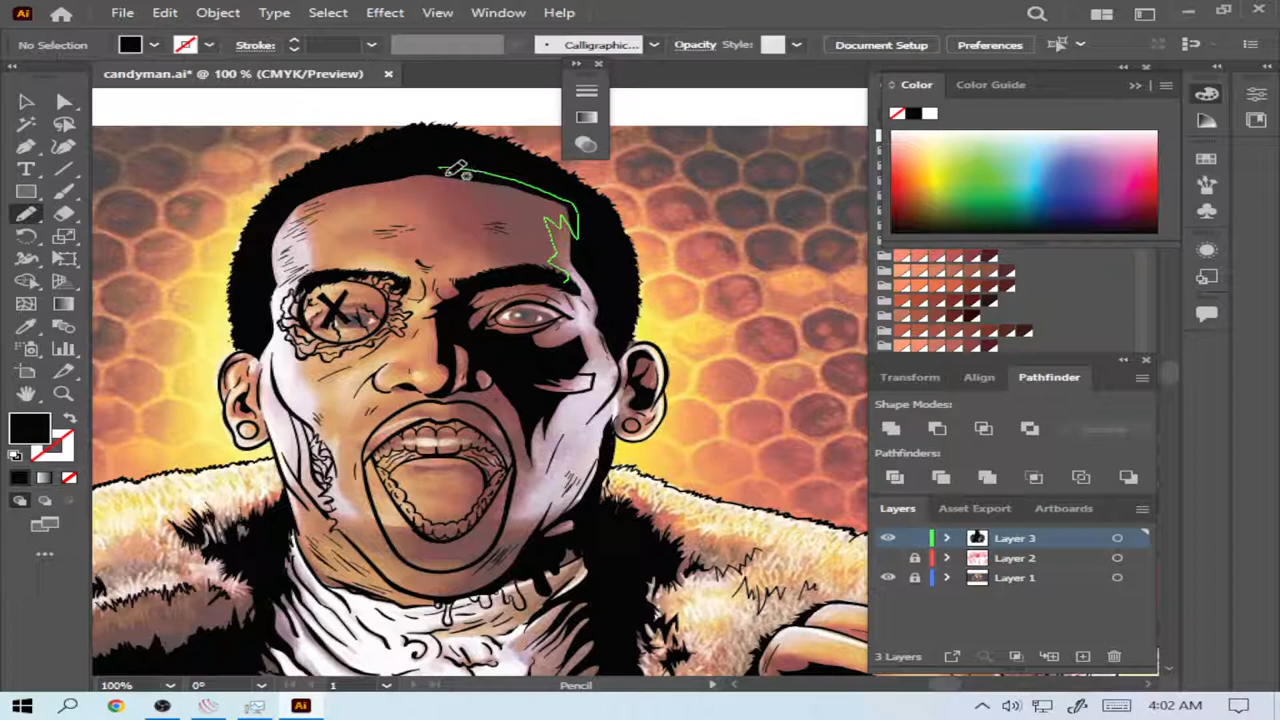 Ai File Edit Object Type Select Effect View Window Help
No Selection Stroke: Calligraphic... Opacity Style: Document Setup Preferences
candyman.ai* @ 100 % (CMYK/Preview)
Color Color Guide
Transform Align Pathfinder
Shape Modes:
Pathfinders:
Layers Asset Export Artboards
Layer 3
Layer 2
Layer 1
3 Layers
100% 0° 1 Pencil
Ai 4:02 AM